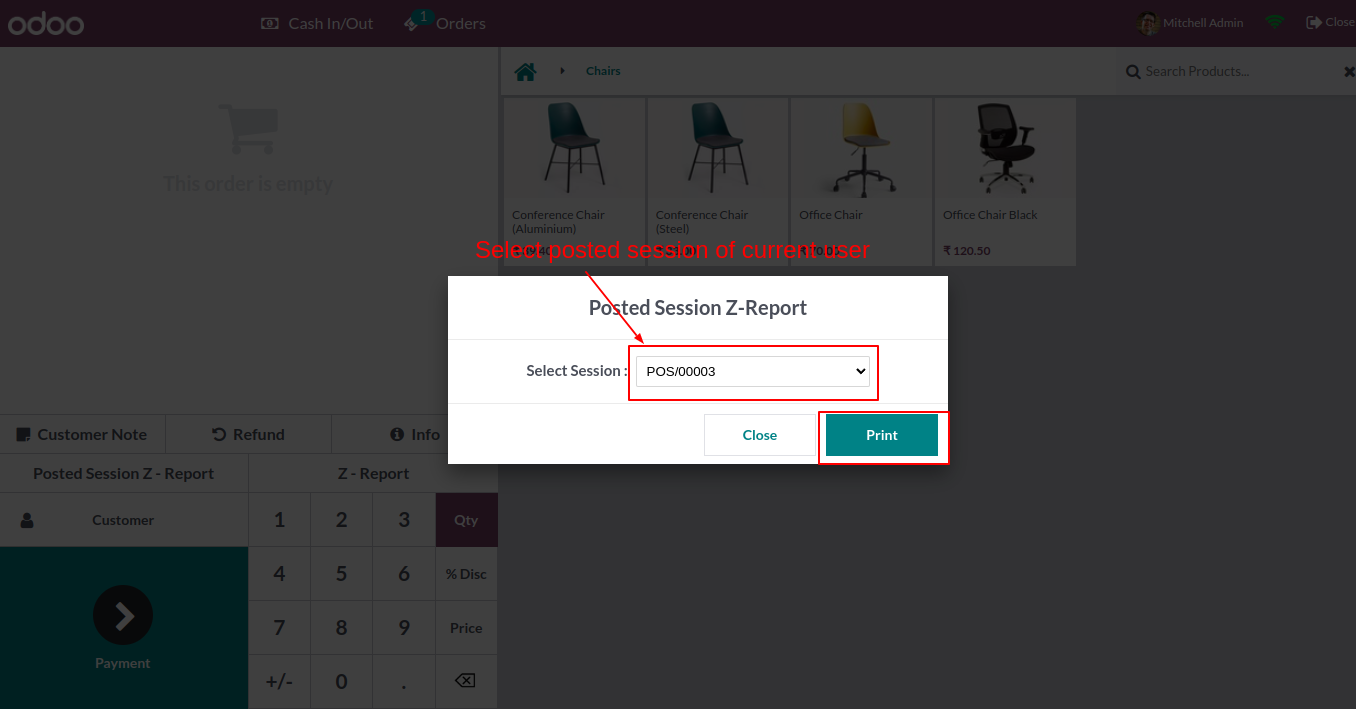 odoo
Cash In/Out
1
Orders
Mitchell Admin
Close
Chairs
Search Products...
This order is empty
Conference Chair
(Aluminium)
Conference Chair
(Steel)
Office Chair
Office Chair Black
₹ 120.50
Select posted session of current user
Posted Session Z-Report
Select Session :
POS/00003
Close
Print
Customer Note
Refund
Info
Posted Session Z - Report
Z - Report
Customer
1
2
3
Qty
4
5
6
% Disc
7
8
9
Price
Payment
+/-
0
.